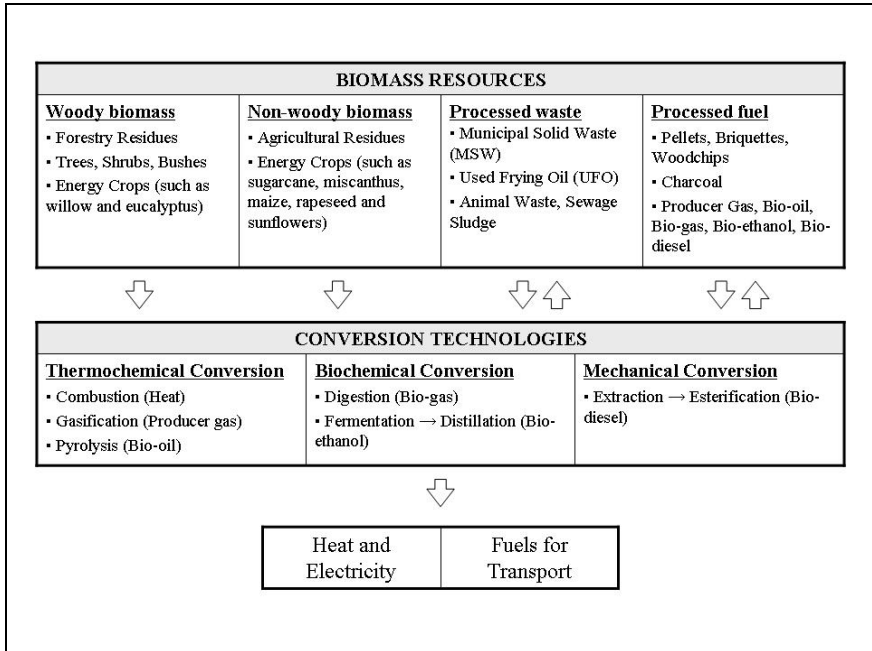 BIOMASS RESOURCES
Woody biomass
▪ Forestry Residues
▪ Trees, Shrubs, Bushes
▪ Energy Crops (such as
willow and eucalyptus)
Non-woody biomass
▪ Agricultural Residues
▪ Energy Crops (such as
sugarcane, miscanthus,
maize, rapeseed and
sunflowers)
Processed waste
▪ Municipal Solid Waste
(MSW)
▪ Used Frying Oil (UFO)
▪ Animal Waste, Sewage
Sludge
Processed fuel
▪ Pellets, Briquettes,
Woodchips
▪ Charcoal
▪ Producer Gas, Bio-oil,
Bio-gas, Bio-ethanol, Bio-
diesel
CONVERSION TECHNOLOGIES
Thermochemical Conversion
▪ Combustion (Heat)
▪ Gasification (Producer gas)
▪ Pyrolysis (Bio-oil)
Biochemical Conversion
▪ Digestion (Bio-gas)
▪ Fermentation → Distillation (Bio-
ethanol)
Mechanical Conversion
▪ Extraction → Esterification (Bio-
diesel)
Heat and
Electricity
Fuels for
Transport